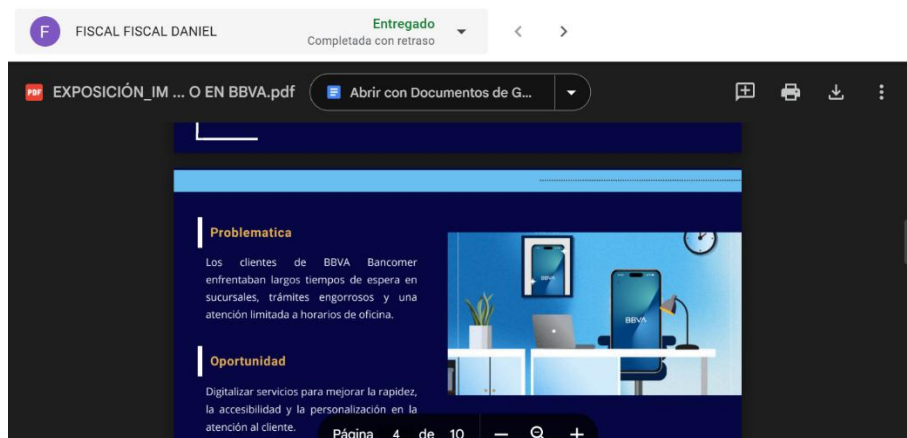 F FISCAL FISCAL DANIEL
Entregado
Completada con retraso
PDF EXPOSICIÓN_IM ... O EN BBVA.pdf
Abrir con Documentos de G...
Problematica
Los clientes de BBVA Bancomer
enfrentaban largos tiempos de espera en
sucursales, trámites engorrosos y una
atención limitada a horarios de oficina.
BBVA
BBVA
Oportunidad
Digitalizar servicios para mejorar la rapidez,
la accesibilidad y la personalización en la
atención al cliente.
Página 4 de 10